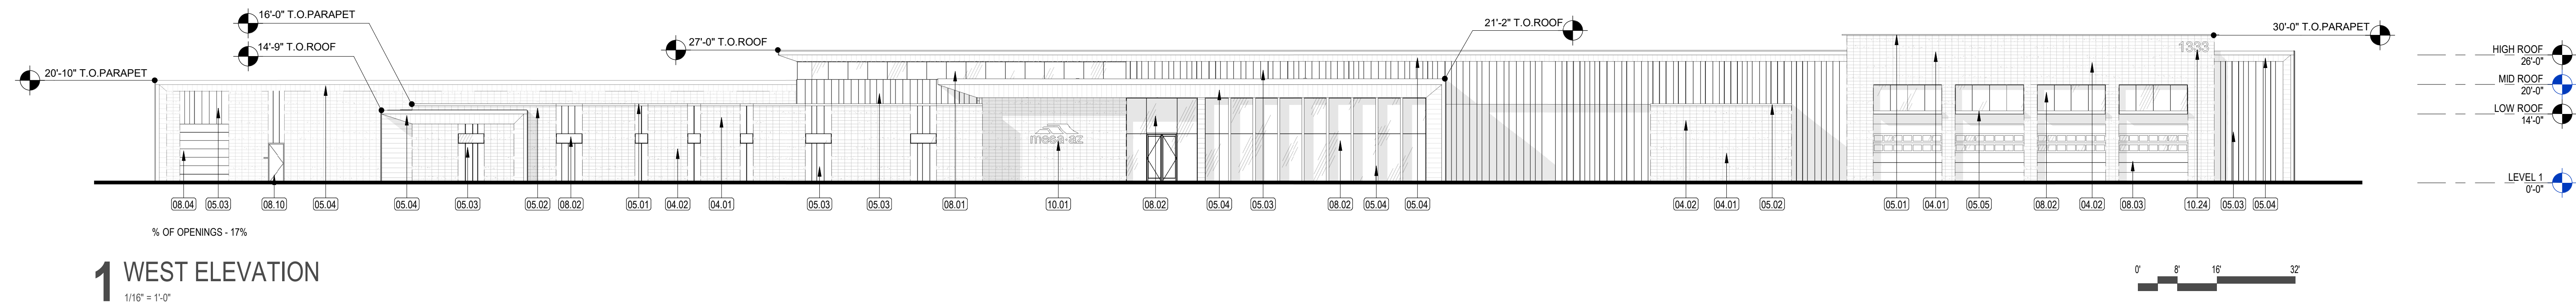 16'-0" T.O.PARAPET
14'-9" T.O.ROOF
20'-10" T.O.PARAPET
27'-0" T.O.ROOF
21'-2" T.O.ROOF
30'-0" T.O.PARAPET
1333
mesa·az
HIGH ROOF
26'-0"
MID ROOF
20'-0"
LOW ROOF
14'-0"
LEVEL 1
0'-0"
08.04 05.03 08.10 05.04 05.04 05.03 05.02 08.02 05.01 04.02 04.01 05.03 05.03 08.01 10.01 08.02 05.04 05.03 08.02 05.04 05.04 04.02 04.01 05.02 05.01 04.01 05.05 08.02 04.02 08.03 10.24 05.03 05.04
% OF OPENINGS - 17%
1 WEST ELEVATION
1/16" = 1'-0"
0' 8' 16' 32'